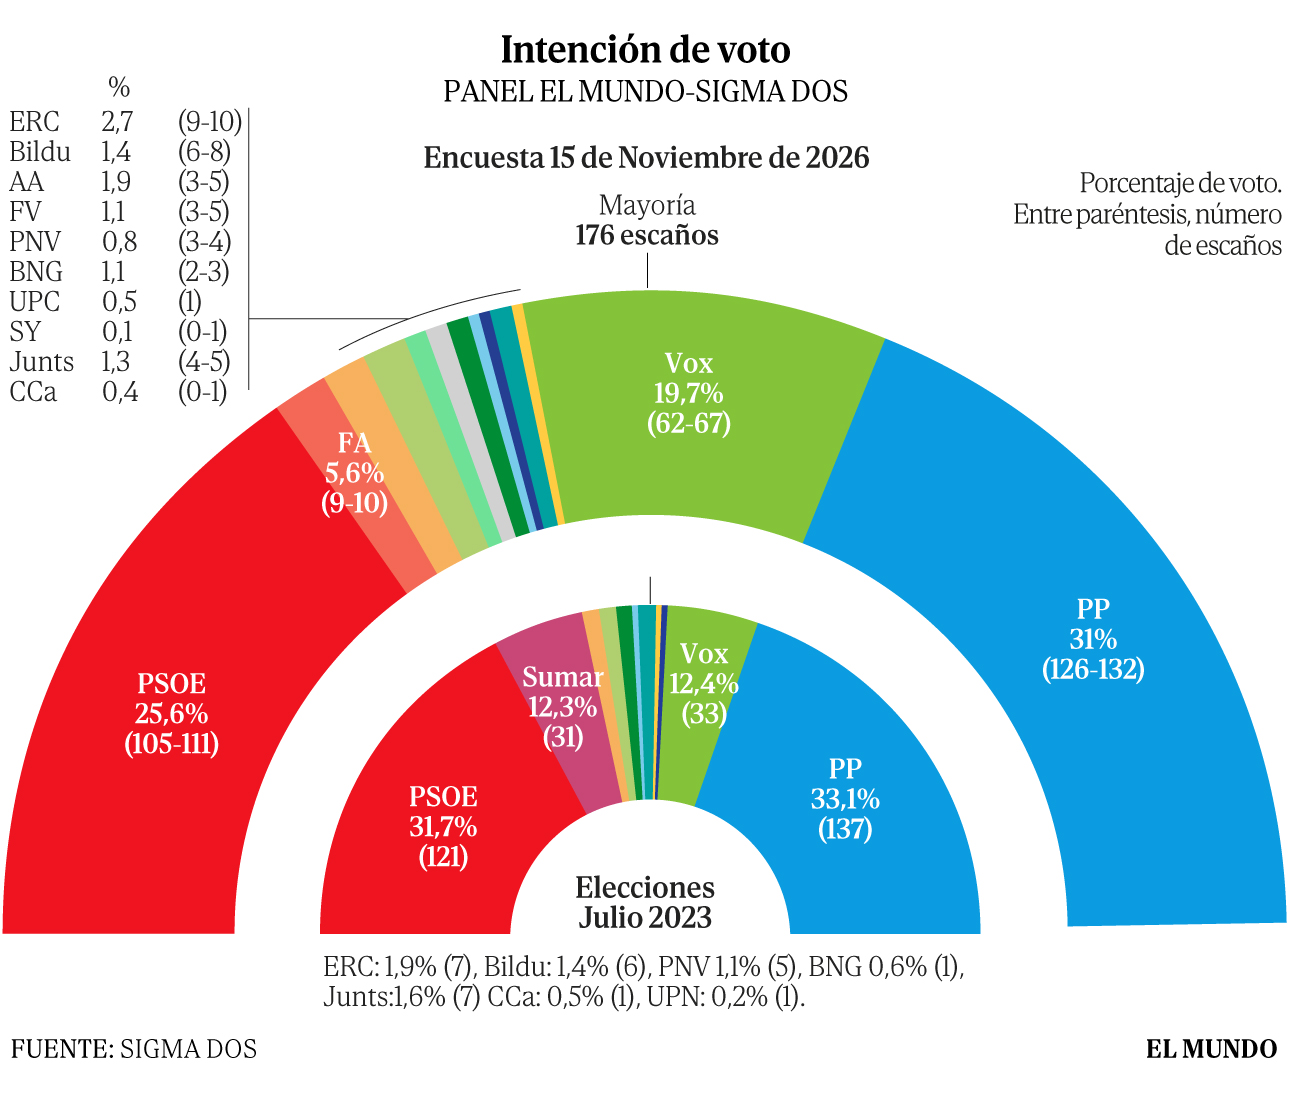 Intención de voto
PANEL EL MUNDO-SIGMA DOS
Encuesta 15 de Noviembre de 2026
Mayoría
176 escaños
Porcentaje de voto.
Entre paréntesis, número
de escaños
%
ERC 2,7 (9-10)
Bildu 1,4 (6-8)
AA 1,9 (3-5)
FV 1,1 (3-5)
PNV 0,8 (3-4)
BNG 1,1 (2-3)
UPC 0,5 (1)
SY 0,1 (0-1)
Junts 1,3 (4-5)
CCa 0,4 (0-1)
Vox
19,7%
(62-67)
FA
5,6%
(9-10)
PP
31%
(126-132)
PSOE
25,6%
(105-111)
Sumar
12,3%
(31)
Vox
12,4%
(33)
PSOE
31,7%
(121)
PP
33,1%
(137)
Elecciones
Julio 2023
ERC: 1,9% (7), Bildu: 1,4% (6), PNV 1,1% (5), BNG 0,6% (1),
Junts:1,6% (7) CCa: 0,5% (1), UPN: 0,2% (1).
FUENTE: SIGMA DOS
EL MUNDO